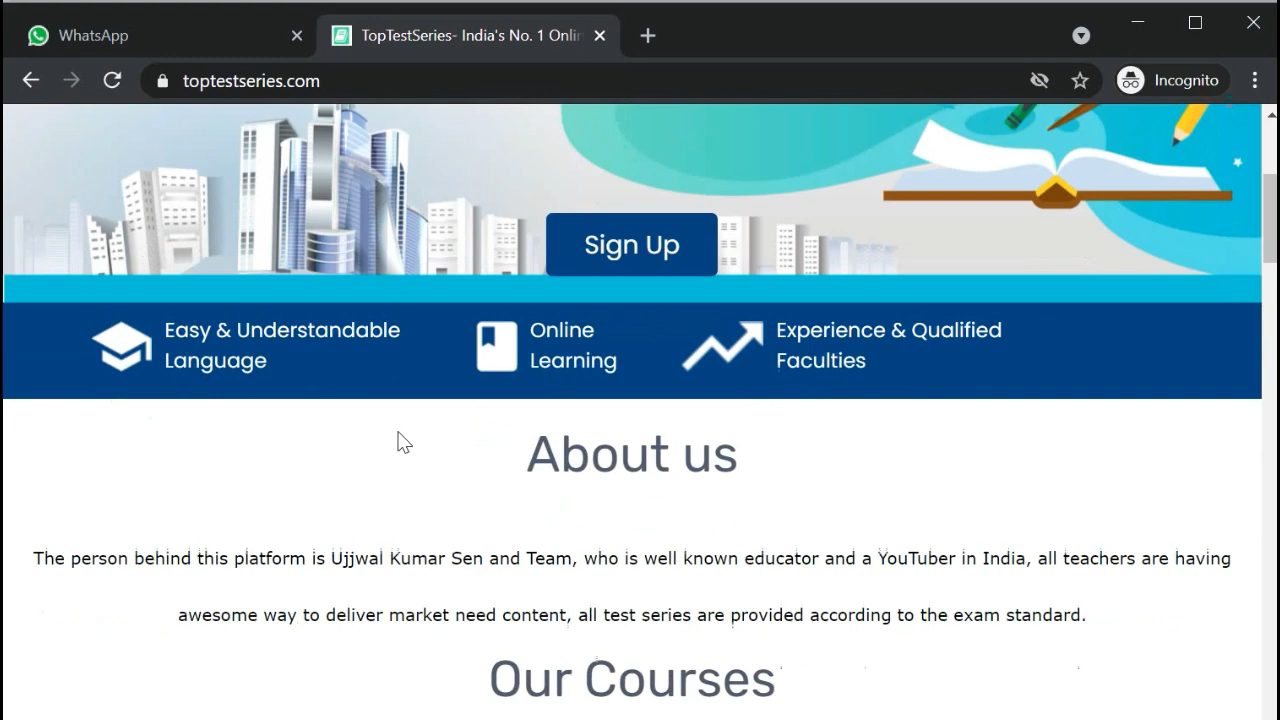 WhatsApp
TopTestSeries- India's No. 1 Onlin
toptestseries.com
Incognito
Sign Up
Easy & Understandable
Language
Online
Learning
Experience & Qualified
Faculties
About us
The person behind this platform is Ujjwal Kumar Sen and Team, who is well known educator and a YouTuber in India, all teachers are having
awesome way to deliver market need content, all test series are provided according to the exam standard.
Our Courses